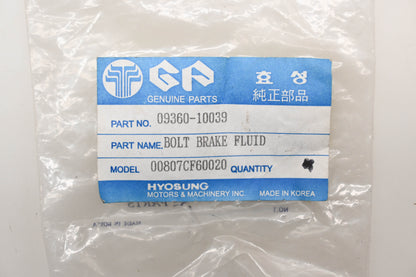 GP 효성
GENUINE PARTS 純正部品
PART NO. 09360-10039
PART NAME. BOLT BRAKE FLUID
MODEL 00807CF60020 QUANTITY
HYOSUNG
MOTORS & MACHINERY INC. MADE IN KOREA